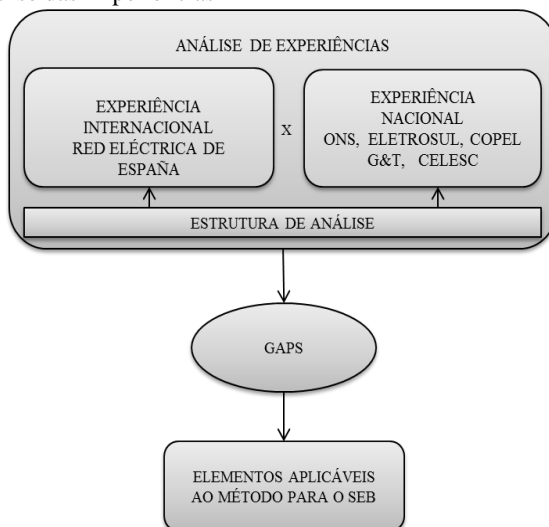 ANÁLISE DE EXPERIÊNCIAS
EXPERIÊNCIA
INTERNACIONAL
RED ELÉCTRICA DE
ESPAÑA
X
EXPERIÊNCIA
NACIONAL
ONS, ELETROSUL, COPEL
G&T, CELESC
ESTRUTURA DE ANÁLISE
GAPS
ELEMENTOS APLICÁVEIS
AO MÉTODO PARA O SEB